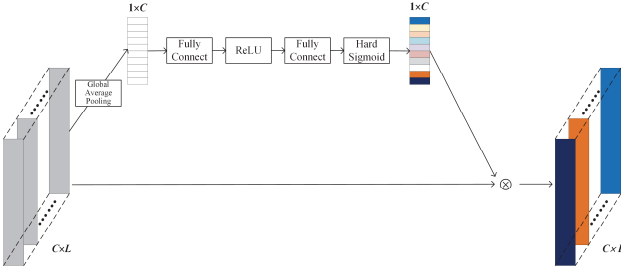 1×C
1×C
Fully
Connect
ReLU
Fully
Connect
Hard
Sigmoid
Global
Average
Pooling
C×L
C×L